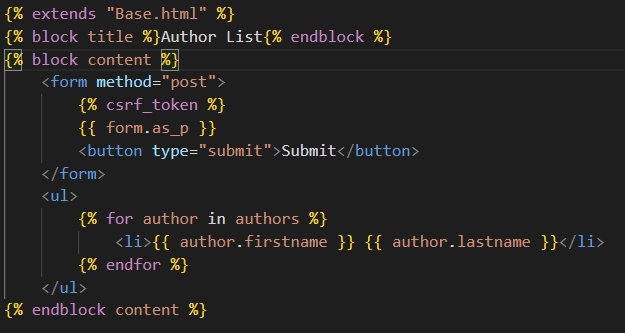 {% extends "Base.html" %}
{% block title %}Author List{% endblock %}
{% block content %}
    <form method="post">
        {% csrf_token %}
        {{ form.as_p }}
        <button type="submit">Submit</button>
    </form>
    <ul>
        {% for author in authors %}
            <li>{{ author.firstname }} {{ author.lastname }}</li>
        {% endfor %}
    </ul>
{% endblock content %}